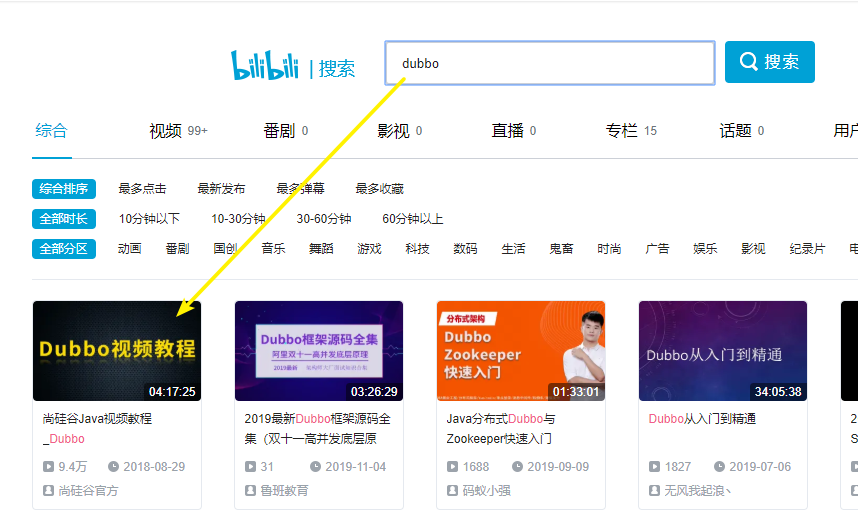 bilibili | 搜索
dubbo
搜索
综合 视频 99+ 番剧 0 影视 0 直播 0 专栏 15 话题 0 用户
综合排序 最多点击 最新发布 最多弹幕 最多收藏
全部时长 10分钟以下 10-30分钟 30-60分钟 60分钟以上
全部分区 动画 番剧 国创 音乐 舞蹈 游戏 科技 数码 生活 鬼畜 时尚 广告 娱乐 影视 纪录片
Dubbo视频教程
04:17:25
尚硅谷Java视频教程
_Dubbo
9.4万 2018-08-29
尚硅谷官方
Dubbo框架源码全集
阿里双十一高并发底层原理
2019最新
03:26:29
2019最新Dubbo框架源码全
集（双十一高并发底层原
31 2019-11-04
鲁班教育
分布式架构
Dubbo
Zookeeper
快速入门
01:33:01
Java分布式Dubbo与
Zookeeper快速入门
1688 2019-09-09
码蚁小强
Dubbo从入门到精通
34:05:38
Dubbo从入门到精通
1827 2019-07-06
无风我起浪丶